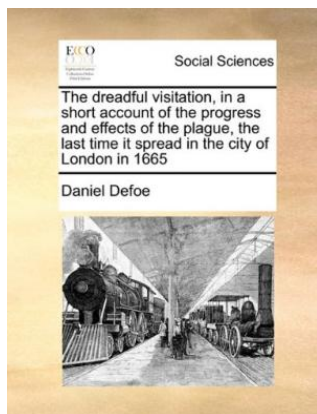 ECCO
Social Sciences
The dreadful visitation, in a
short account of the progress
and effects of the plague, the
last time it spread in the city of
London in 1665
Daniel Defoe